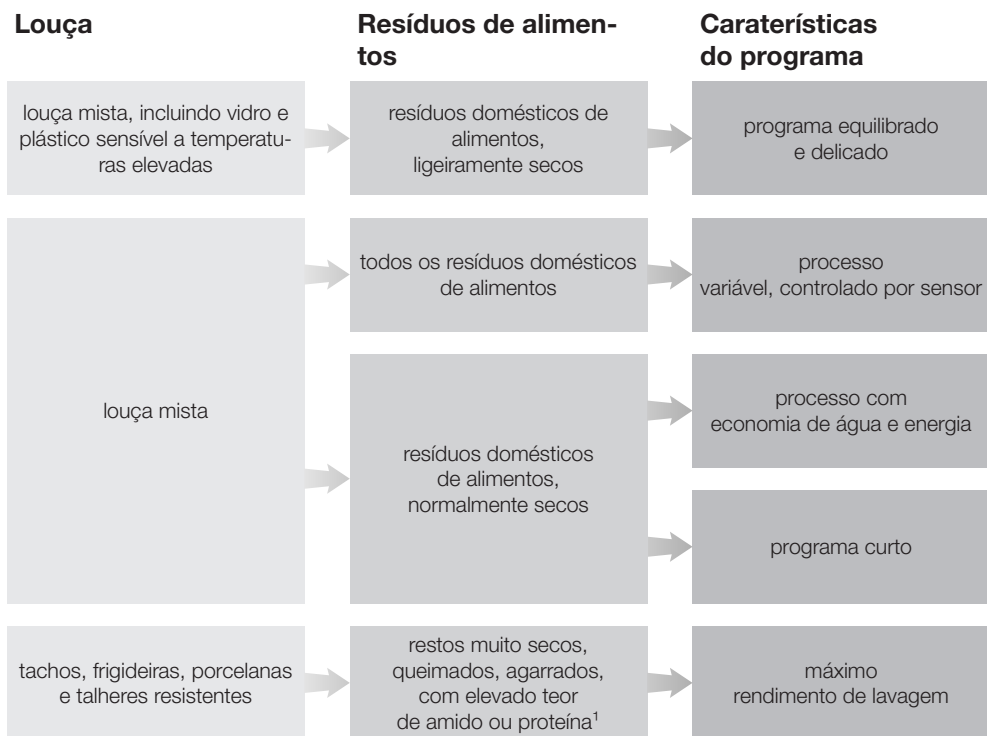 Louça
Resíduos de alimen-
tos
Caraterísticas
do programa
louça mista, incluindo vidro e
plástico sensível a temperatu-
ras elevadas
resíduos domésticos de
alimentos,
ligeiramente secos
programa equilibrado
e delicado
louça mista
todos os resíduos domésticos
de alimentos
processo
variável, controlado por sensor
resíduos domésticos
de alimentos,
normalmente secos
processo com
economia de água e energia
programa curto
tachos, frigideiras, porcelanas
e talheres resistentes
restos muito secos,
queimados, agarrados,
com elevado teor
de amido ou proteína¹
máximo
rendimento de lavagem